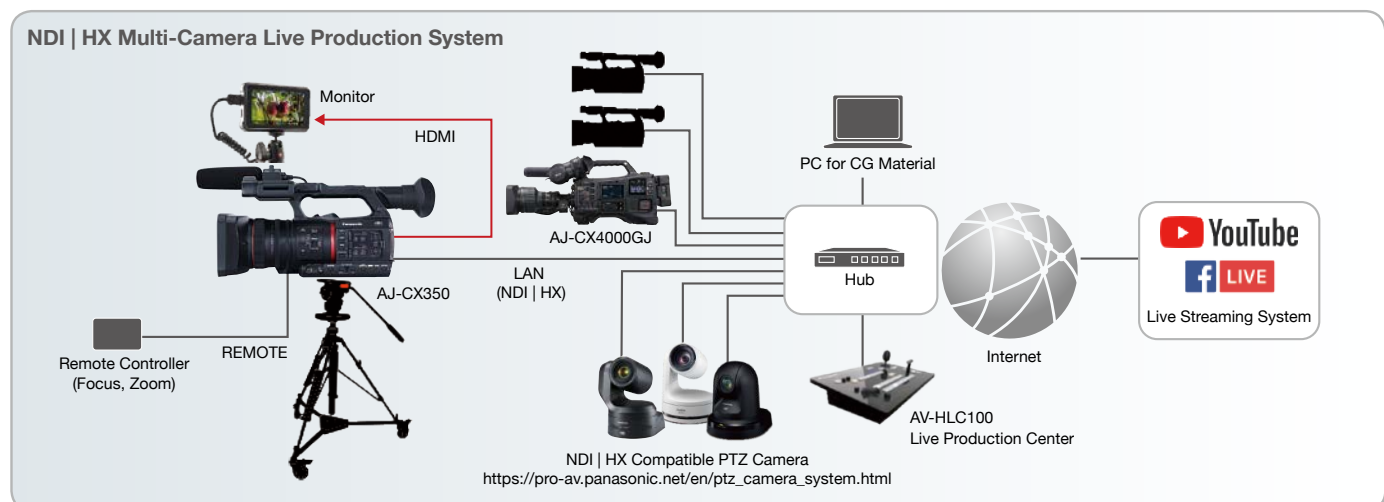 NDI | HX Multi-Camera Live Production System
Monitor
HDMI
Panasonic
AJ-CX350
REMOTE
Remote Controller
(Focus, Zoom)
AJ-CX4000GJ
LAN
(NDI | HX)
PC for CG Material
Hub
NDI | HX Compatible PTZ Camera
https://pro-av.panasonic.net/en/ptz_camera_system.html
AV-HLC100
Live Production Center
Internet
YouTube
f LIVE
Live Streaming System